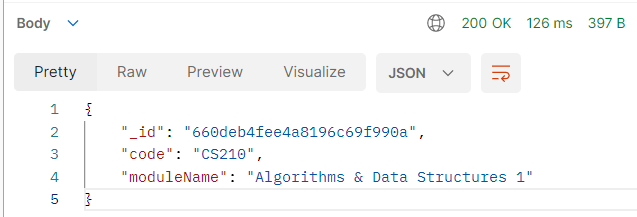 Body 200 OK 126 ms 397 B
Pretty Raw Preview Visualize JSON
1 {
2 "_id": "660deb4fee4a8196c69f990a",
3 "code": "CS210",
4 "moduleName": "Algorithms & Data Structures 1"
5 }